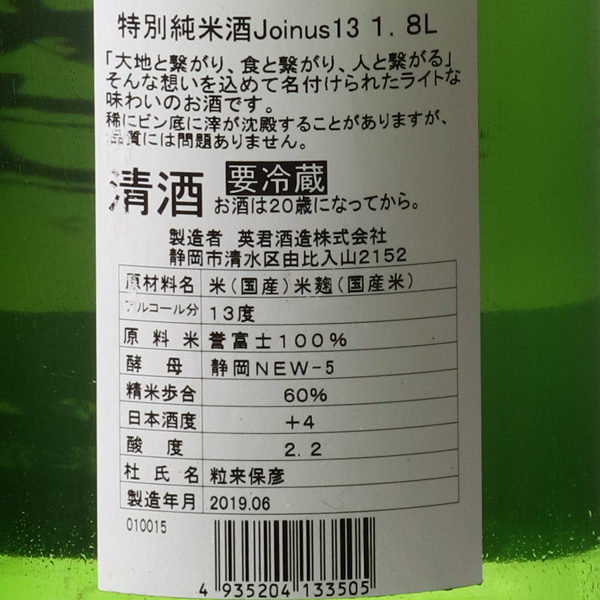 特別純米酒Joinus13 1.8L
「大地と繋がり、食と繋がり、人と繋がる」
そんな想いを込めて名付けられたライトな
味わいのお酒です。
稀にビン底に滓が沈殿することがありますが、
品質には問題ありません。
清酒 要冷蔵 お酒は20歳になってから。
製造者 英君酒造株式会社
静岡市清水区由比入山2152
原材料名 米(国産)米麹(国産米)
アルコール分 13度
原料米 誉富士100%
酵母 静岡NEW-5
精米歩合 60%
日本酒度 +4
酸度 2.2
杜氏名 粒来保彦
製造年月 2019.06
010015
4 935204 133505